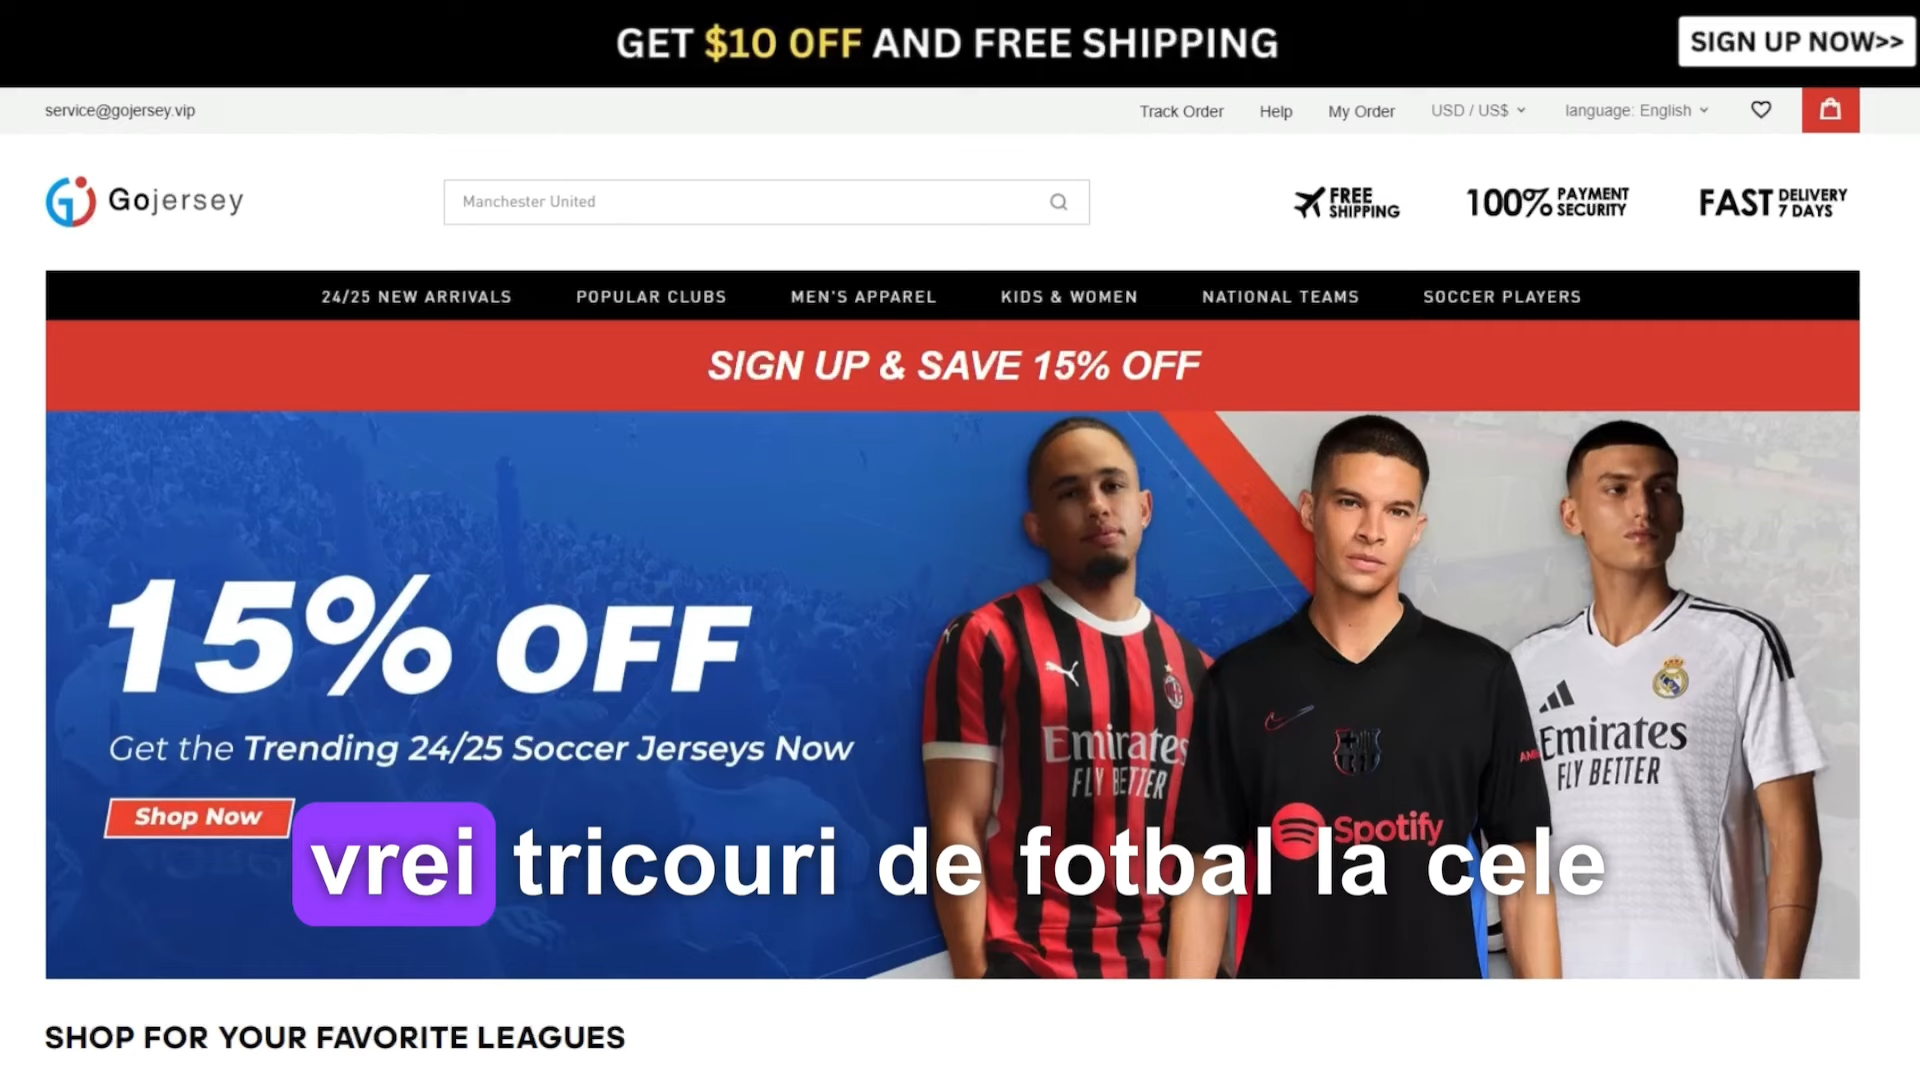 GET $10 OFF AND FREE SHIPPING
SIGN UP NOW>>
service@gojersey.vip
Track Order
Help
My Order
USD / US$
language: English
Gojersey
Manchester United
FREE SHIPPING
100% PAYMENT SECURITY
FAST DELIVERY 7 DAYS
24/25 NEW ARRIVALS
POPULAR CLUBS
MEN'S APPAREL
KIDS & WOMEN
NATIONAL TEAMS
SOCCER PLAYERS
SIGN UP & SAVE 15% OFF
15% OFF
Get the Trending 24/25 Soccer Jerseys Now
Shop Now
Emirates
FLY BETTER
Spotify
Emirates
FLY BETTER
vrei tricouri de fotbal la cele
SHOP FOR YOUR FAVORITE LEAGUES